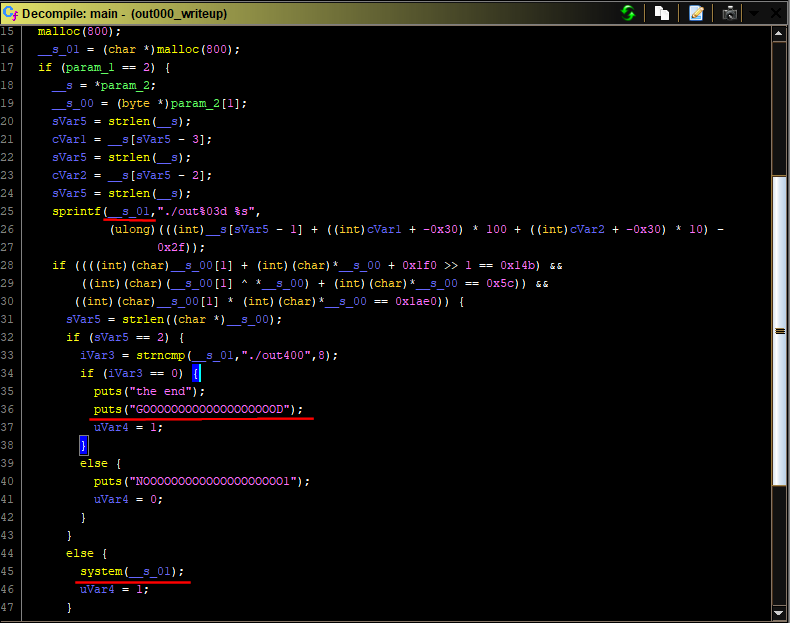 Decompile: main - (out000_writeup)
15 malloc(800);
16 __s_01 = (char *)malloc(800);
17 if (param_1 == 2) {
18 __s = *param_2;
19 __s_00 = (byte *)param_2[1];
20 sVar5 = strlen(__s);
21 cVar1 = __s[sVar5 - 3];
22 sVar5 = strlen(__s);
23 cVar2 = __s[sVar5 - 2];
24 sVar5 = strlen(__s);
25 sprintf(__s_01,"./out%03d %s",
26 (ulong)(((int)__s[sVar5 - 1] + ((int)cVar1 + -0x30) * 100 + ((int)cVar2 + -0x30) * 10) -
27 0x2f));
28 if ((((int)(char)__s_00[1] + (int)(char)*__s_00 + 0x1f0 >> 1 == 0x14b) &&
29 ((int)(char)(__s_00[1] ^ *__s_00) + (int)(char)*__s_00 == 0x5c)) &&
30 ((int)(char)__s_00[1] * (int)(char)*__s_00 == 0x1ae0)) {
31 sVar5 = strlen((char *)__s_00);
32 if (sVar5 == 2) {
33 iVar3 = strncmp(__s_01,"./out400",8);
34 if (iVar3 == 0) {
35 puts("the end");
36 puts("GOOOOOOOOOOOOOOOOOOOD");
37 uVar4 = 1;
38 }
39 else {
40 puts("NOOOOOOOOOOOOOOOOOOOO1");
41 uVar4 = 0;
42 }
43 }
44 else {
45 system(__s_01);
46 uVar4 = 1;
47 }